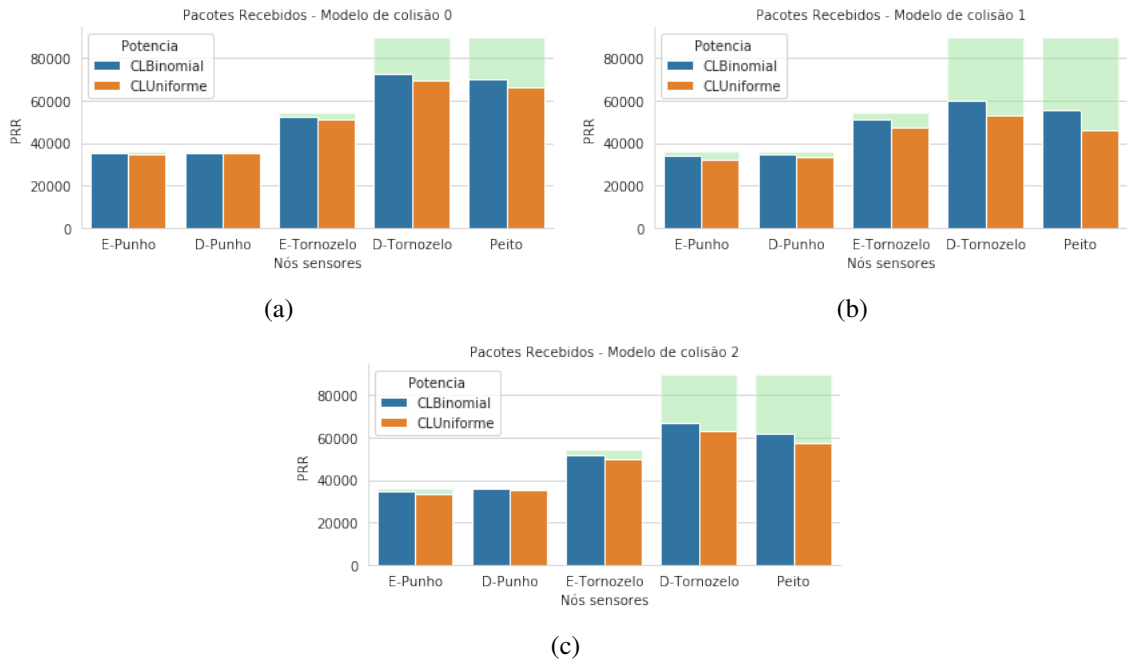 Pacotes Recebidos - Modelo de colisão 0
Potencia
CLBinomial
CLUniforme
80000
60000
40000
20000
0
PRR
E-Punho D-Punho E-Tornozelo D-Tornozelo Peito
Nós sensores
(a)
Pacotes Recebidos - Modelo de colisão 1
Potencia
CLBinomial
CLUniforme
80000
60000
40000
20000
0
PRR
E-Punho D-Punho E-Tornozelo D-Tornozelo Peito
Nós sensores
(b)
Pacotes Recebidos - Modelo de colisão 2
Potencia
CLBinomial
CLUniforme
80000
60000
40000
20000
0
PRR
E-Punho D-Punho E-Tornozelo D-Tornozelo Peito
Nós sensores
(c)